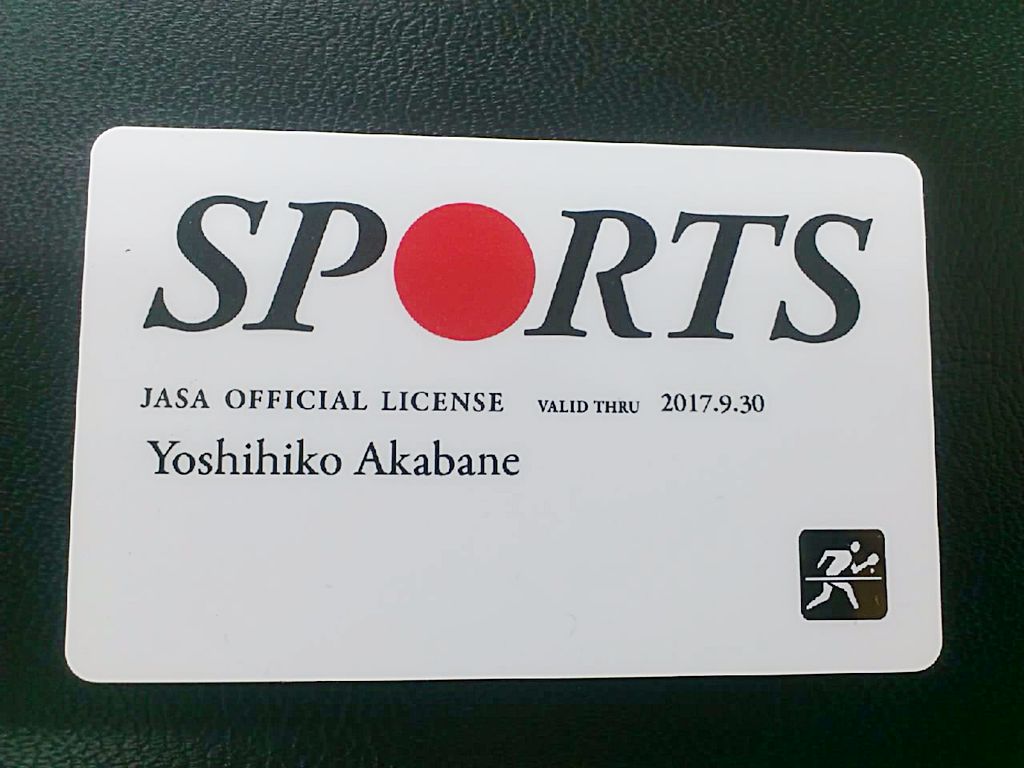 SPORTS
JASA OFFICIAL LICENSE VALID THRU 2017.9.30
Yoshihiko Akabane